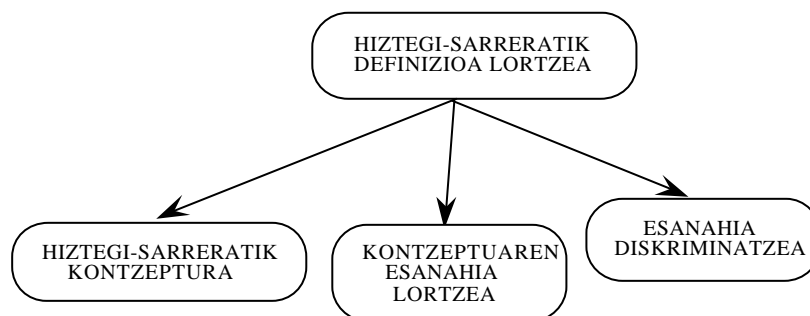 HIZTEGI-SARRERATIK
DEFINIZIOA LORTZEA
HIZTEGI-SARRERATIK
KONTZEPTURA
KONTZEPTUAREN
ESANAHIA
LORTZEA
ESANAHIA
DISKRIMINATZEA